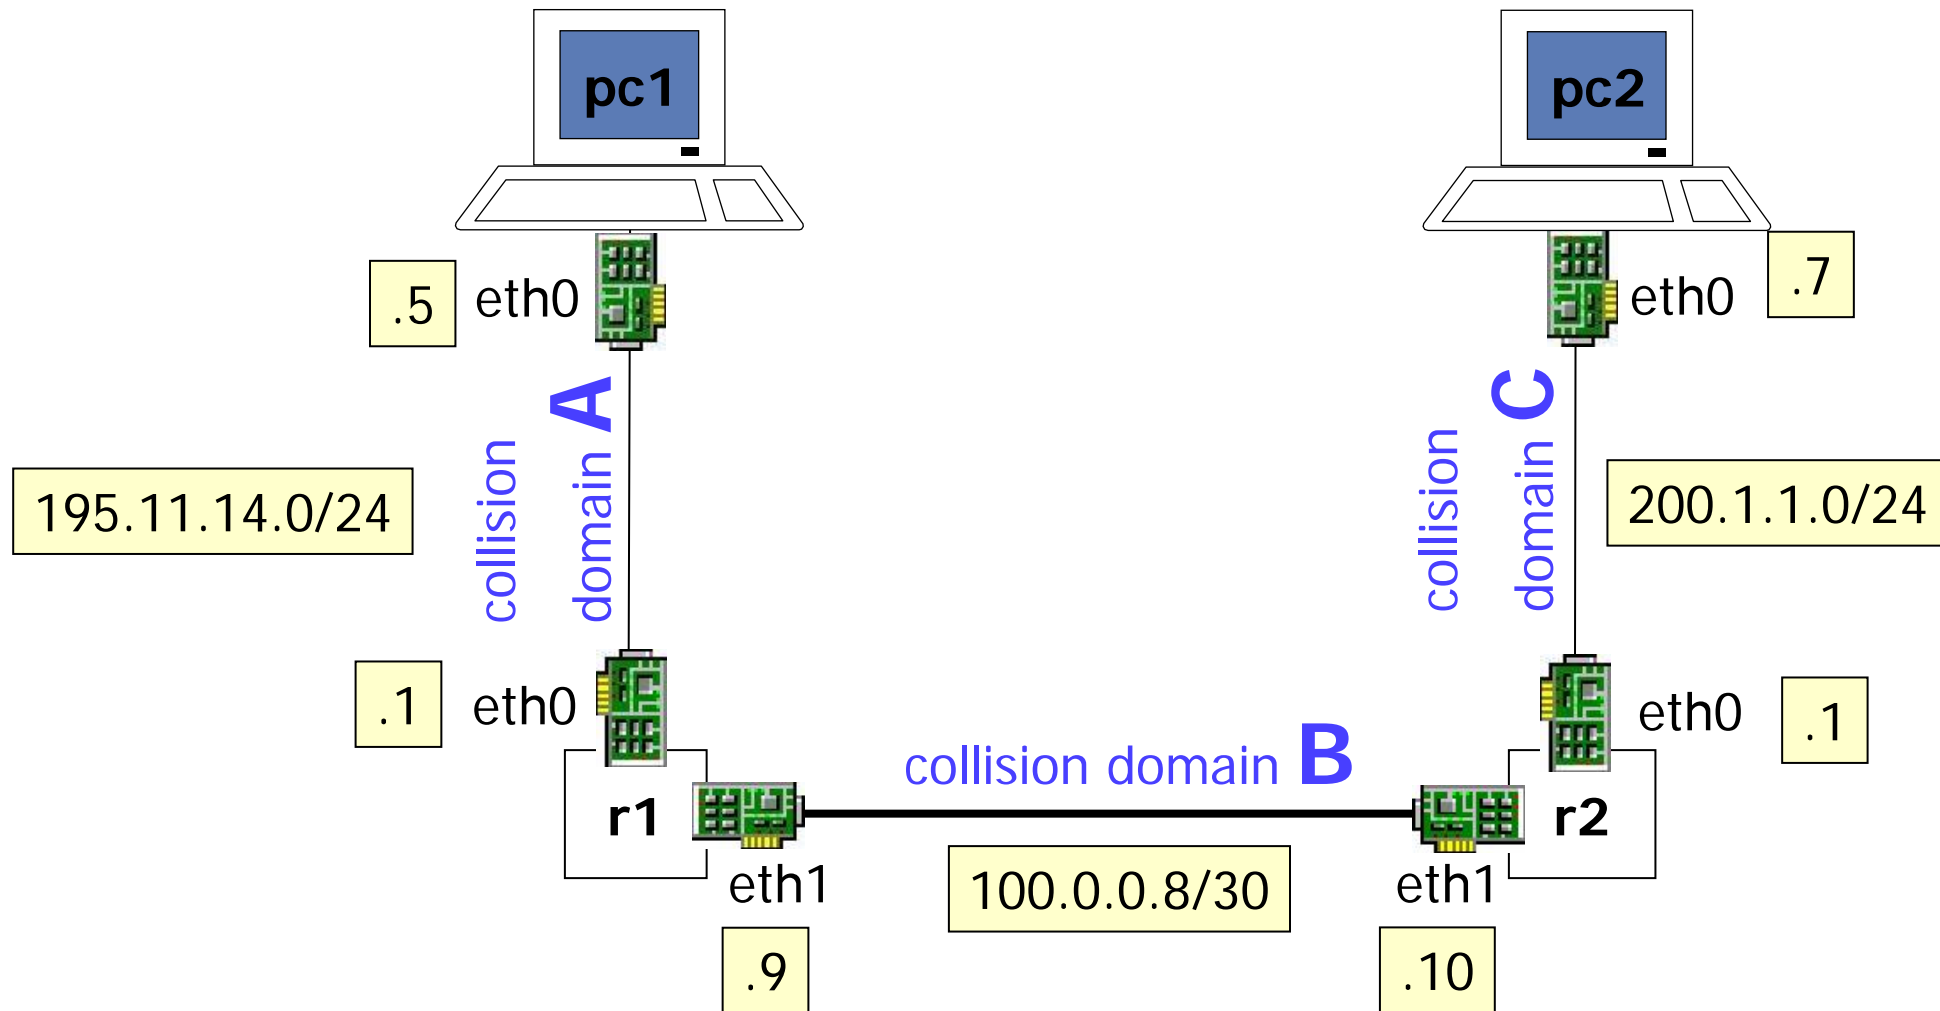 pc1
pc2
.5
eth0
eth0
.7
collision
domain A
collision
domain C
195.11.14.0/24
200.1.1.0/24
.1
eth0
eth0
.1
collision domain B
r1
r2
eth1
100.0.0.8/30
eth1
.9
.10